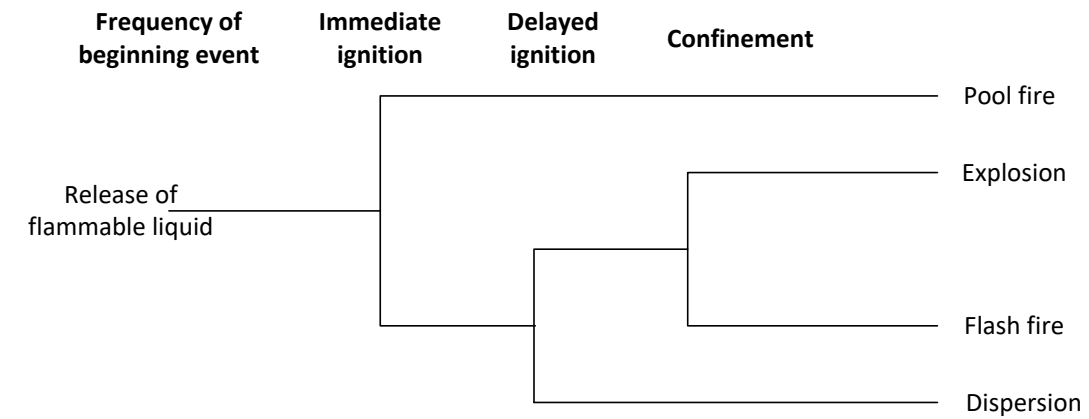 Frequency of
beginning event
Immediate
ignition
Delayed
ignition
Confinement
Pool fire
Explosion
Release of
flammable liquid
Flash fire
Dispersion